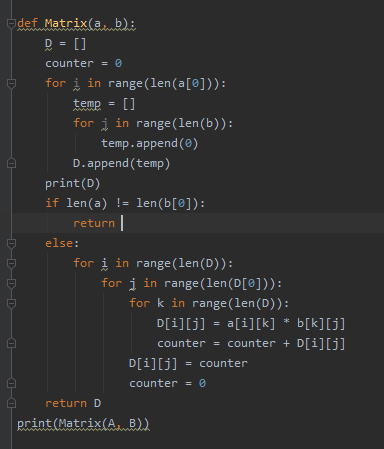 def Matrix(a, b):
    D = []
    counter = 0
    for i in range(len(a[0])):
        temp = []
        for j in range(len(b)):
            temp.append(0)
        D.append(temp)
    print(D)
    if len(a) != len(b[0]):
        return
    else:
        for i in range(len(D)):
            for j in range(len(D[0])):
                for k in range(len(D)):
                    D[i][j] = a[i][k] * b[k][j]
                    counter = counter + D[i][j]
                D[i][j] = counter
                counter = 0
    return D
print(Matrix(A, B))